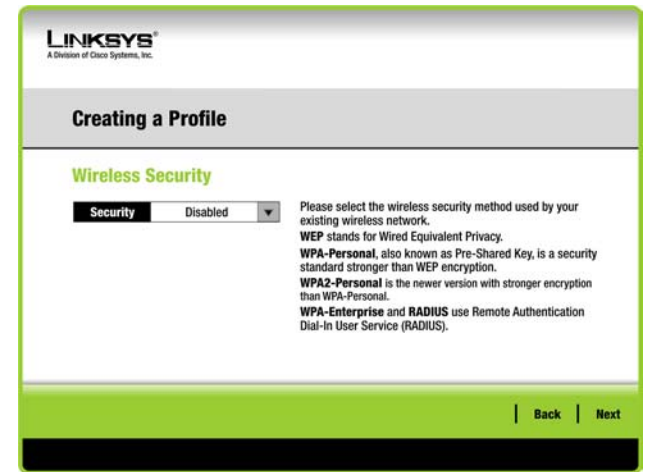 LINKSYS®
A Division of Cisco Systems, Inc.
Creating a Profile
Wireless Security
Security Disabled
Please select the wireless security method used by your
existing wireless network.
WEP stands for Wired Equivalent Privacy.
WPA-Personal, also known as Pre-Shared Key, is a security
standard stronger than WEP encryption.
WPA2-Personal is the newer version with stronger encryption
than WPA-Personal.
WPA-Enterprise and RADIUS use Remote Authentication
Dial-In User Service (RADIUS).
Back Next